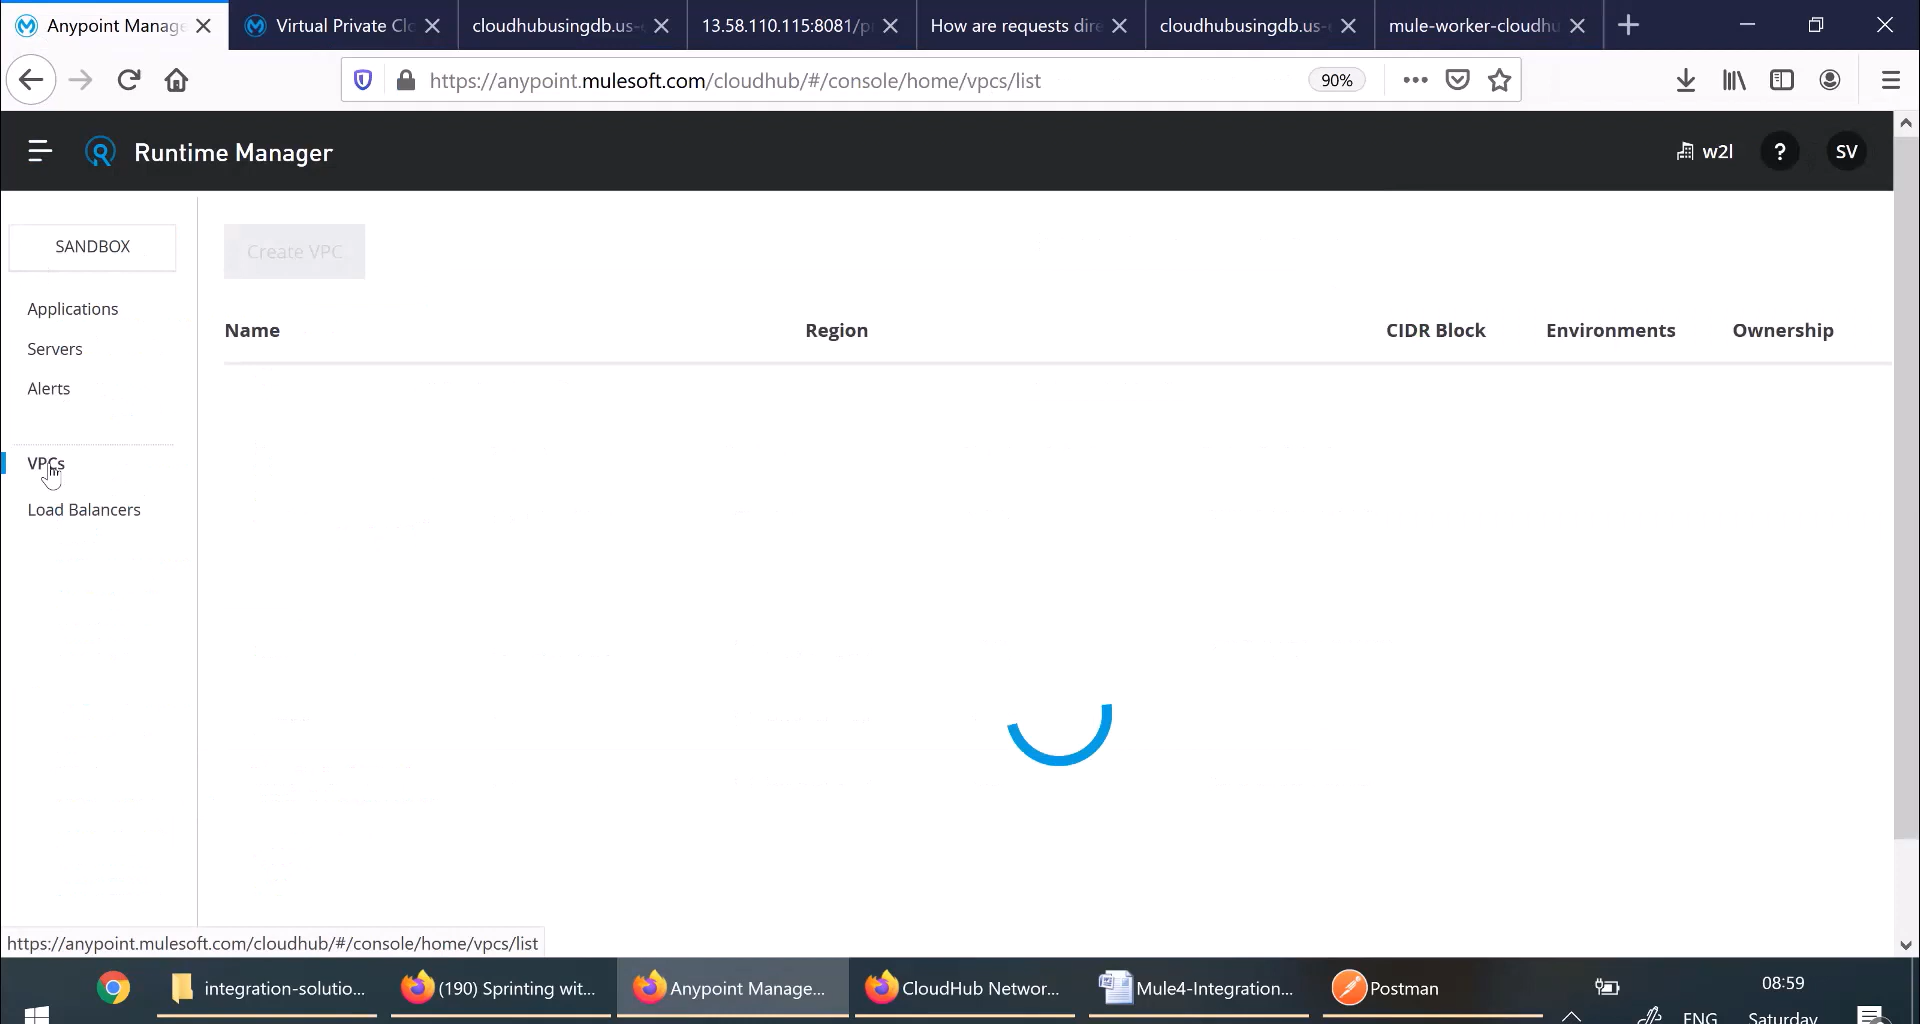 Anypoint Manage
Virtual Private Clo
cloudhubusingdb.us-
13.58.110.115:8081/p
How are requests dire
cloudhubusingdb.us-
mule-worker-cloudhu
https://anypoint.mulesoft.com/cloudhub/#/console/home/vpcs/list
90%
Runtime Manager
w2l
?
SV
SANDBOX
Create VPC
Applications
Servers
Alerts
VPCs
Load Balancers
Name
Region
CIDR Block
Environments
Ownership
https://anypoint.mulesoft.com/cloudhub/#/console/home/vpcs/list
integration-solutio...
(190) Sprinting wit...
Anypoint Manage...
CloudHub Networ...
Mule4-Integration...
Postman
08:59
ENG
Saturday